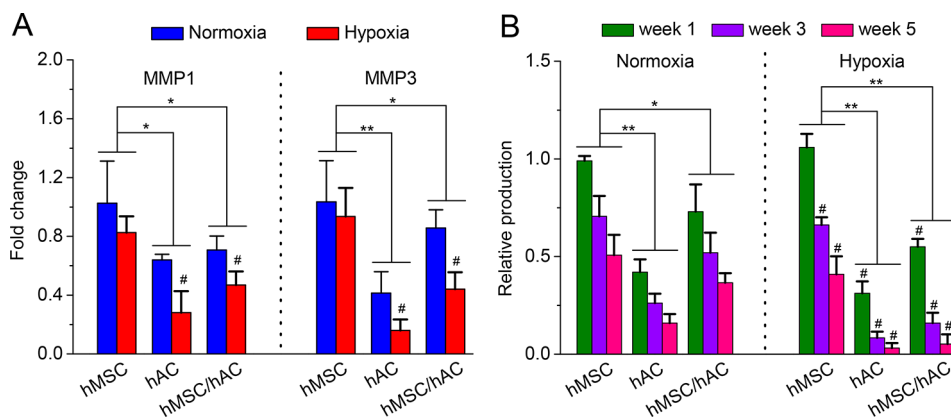 A
Normoxia
Hypoxia
MMP1
MMP3
Fold change
2.0
1.6
1.2
0.8
0.4
0.0
*
*
**
*
#
#
#
#
hMSC
hAC
hMSC/hAC
hMSC
hAC
hMSC/hAC
B
week 1
week 3
week 5
Normoxia
Hypoxia
Relative production
1.5
1.0
0.5
0.0
**
*
**
**
#
#
#
#
#
#
#
#
hMSC
hAC
hMSC/hAC
hMSC
hAC
hMSC/hAC